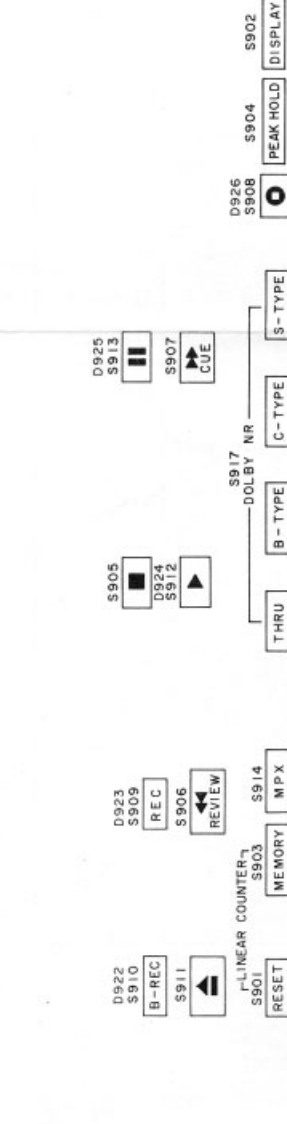 D922
S910
B-REC
D923
S909
REC
S905
D925
S913
S911
S906
REVIEW
D924
S912
S907
CUE
LINEAR COUNTER
S901
RESET
S903
MEMORY
S914
MPX
S917
DOLBY NR
THRU
B-TYPE
C-TYPE
S-TYPE
D926
S908
S904
PEAK HOLD
S902
DISPLAY